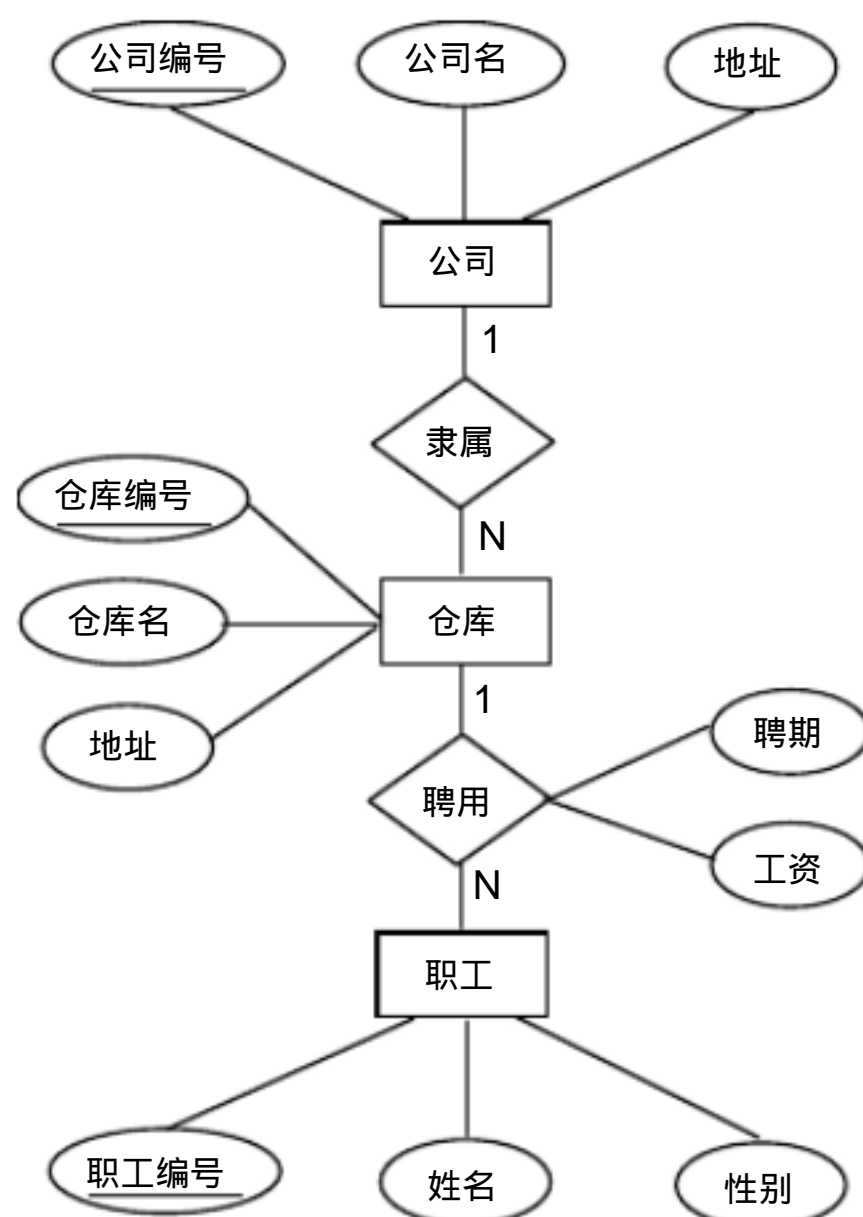 公司编号
公司名
地址
公司
1
隶属
N
仓库编号
仓库名
地址
仓库
1
聘期
聘用
工资
N
职工
职工编号
姓名
性别